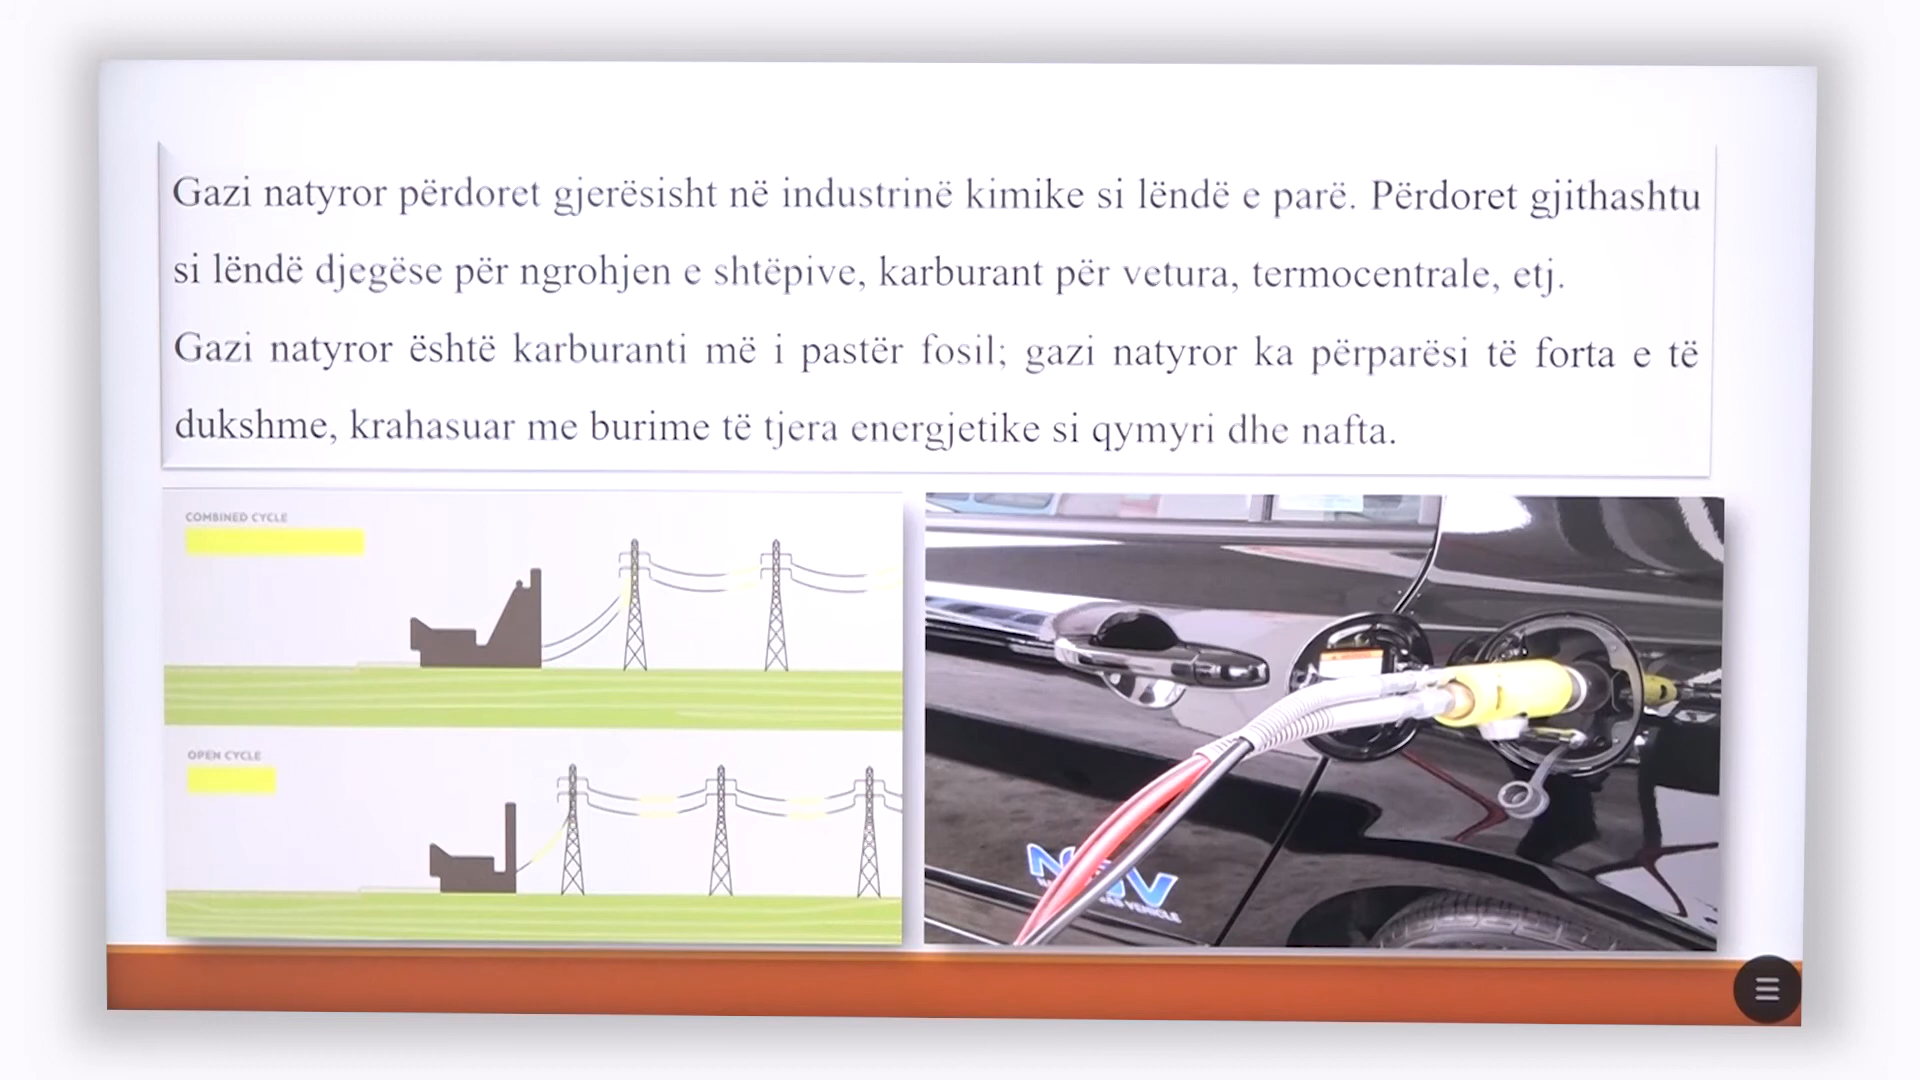 Gazi natyror përdoret gjerësisht në industrinë kimike si lëndë e parë. Përdoret gjithashtu
si lëndë djegëse për ngrohjen e shtëpive, karburant për vetura, termocentrale, etj.
Gazi natyror është karburanti më i pastër fosil; gazi natyror ka përparësi të forta e të
dukshme, krahasuar me burime të tjera energjetike si qymyri dhe nafta.
COMBINED CYCLE
OPEN CYCLE
VEHICLE